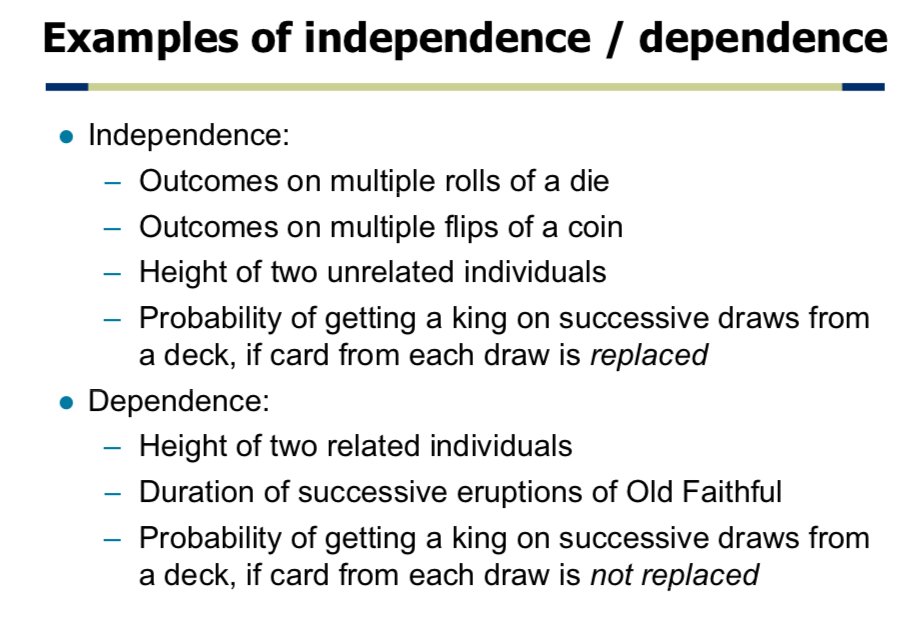 Examples of independence / dependence
● Independence:
– Outcomes on multiple rolls of a die
– Outcomes on multiple flips of a coin
– Height of two unrelated individuals
– Probability of getting a king on successive draws from
a deck, if card from each draw is replaced
● Dependence:
– Height of two related individuals
– Duration of successive eruptions of Old Faithful
– Probability of getting a king on successive draws from
a deck, if card from each draw is not replaced